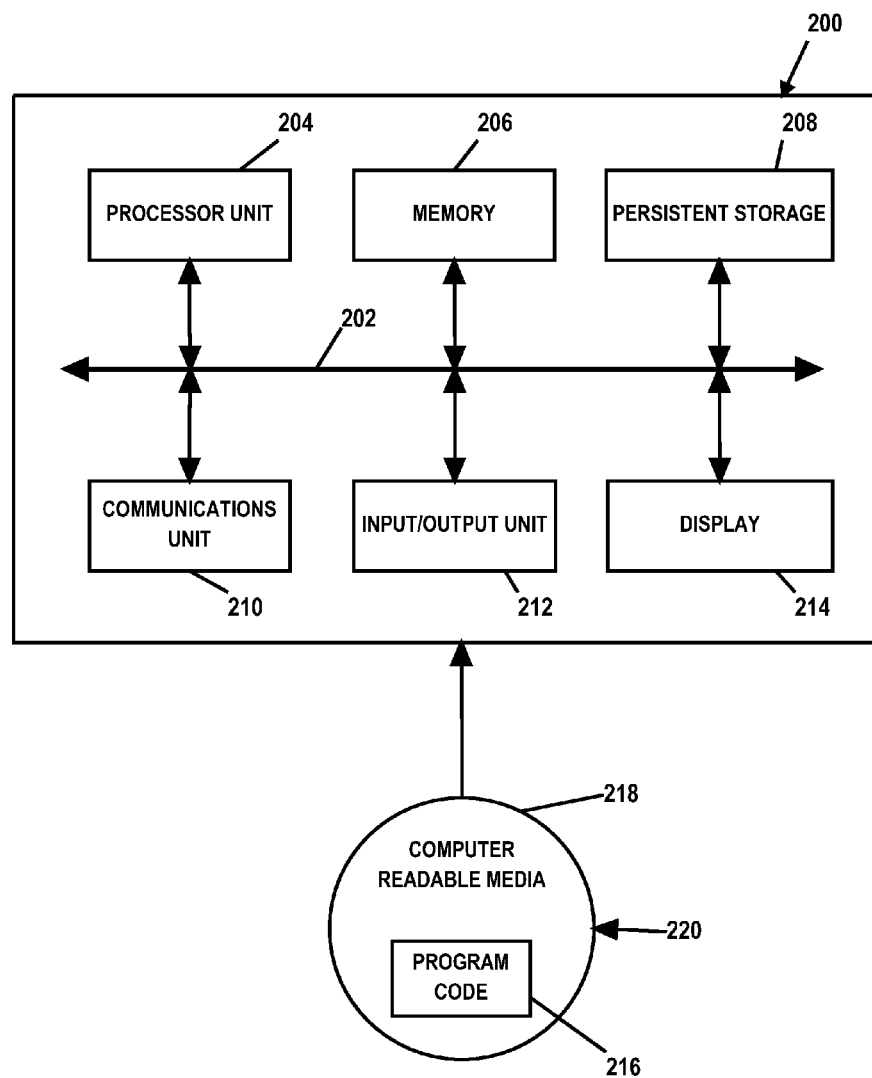 200
204
206
208
PROCESSOR UNIT
MEMORY
PERSISTENT STORAGE
202
COMMUNICATIONS
UNIT
INPUT/OUTPUT UNIT
DISPLAY
210
212
214
218
COMPUTER
READABLE MEDIA
220
PROGRAM
CODE
216